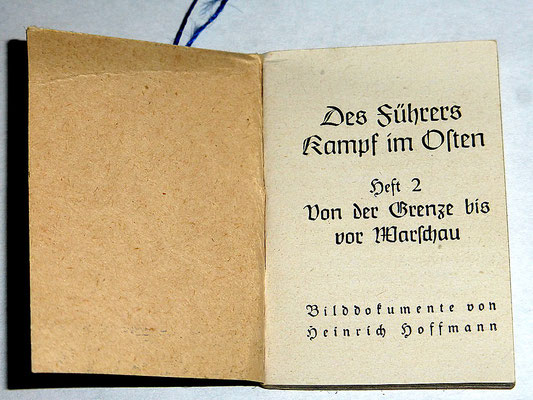 Des Führers
Kampf im Oſten
Heft 2
Von der Grenze bis
vor Warſchau
Bilddokumente von
Heinrich Hoffmann